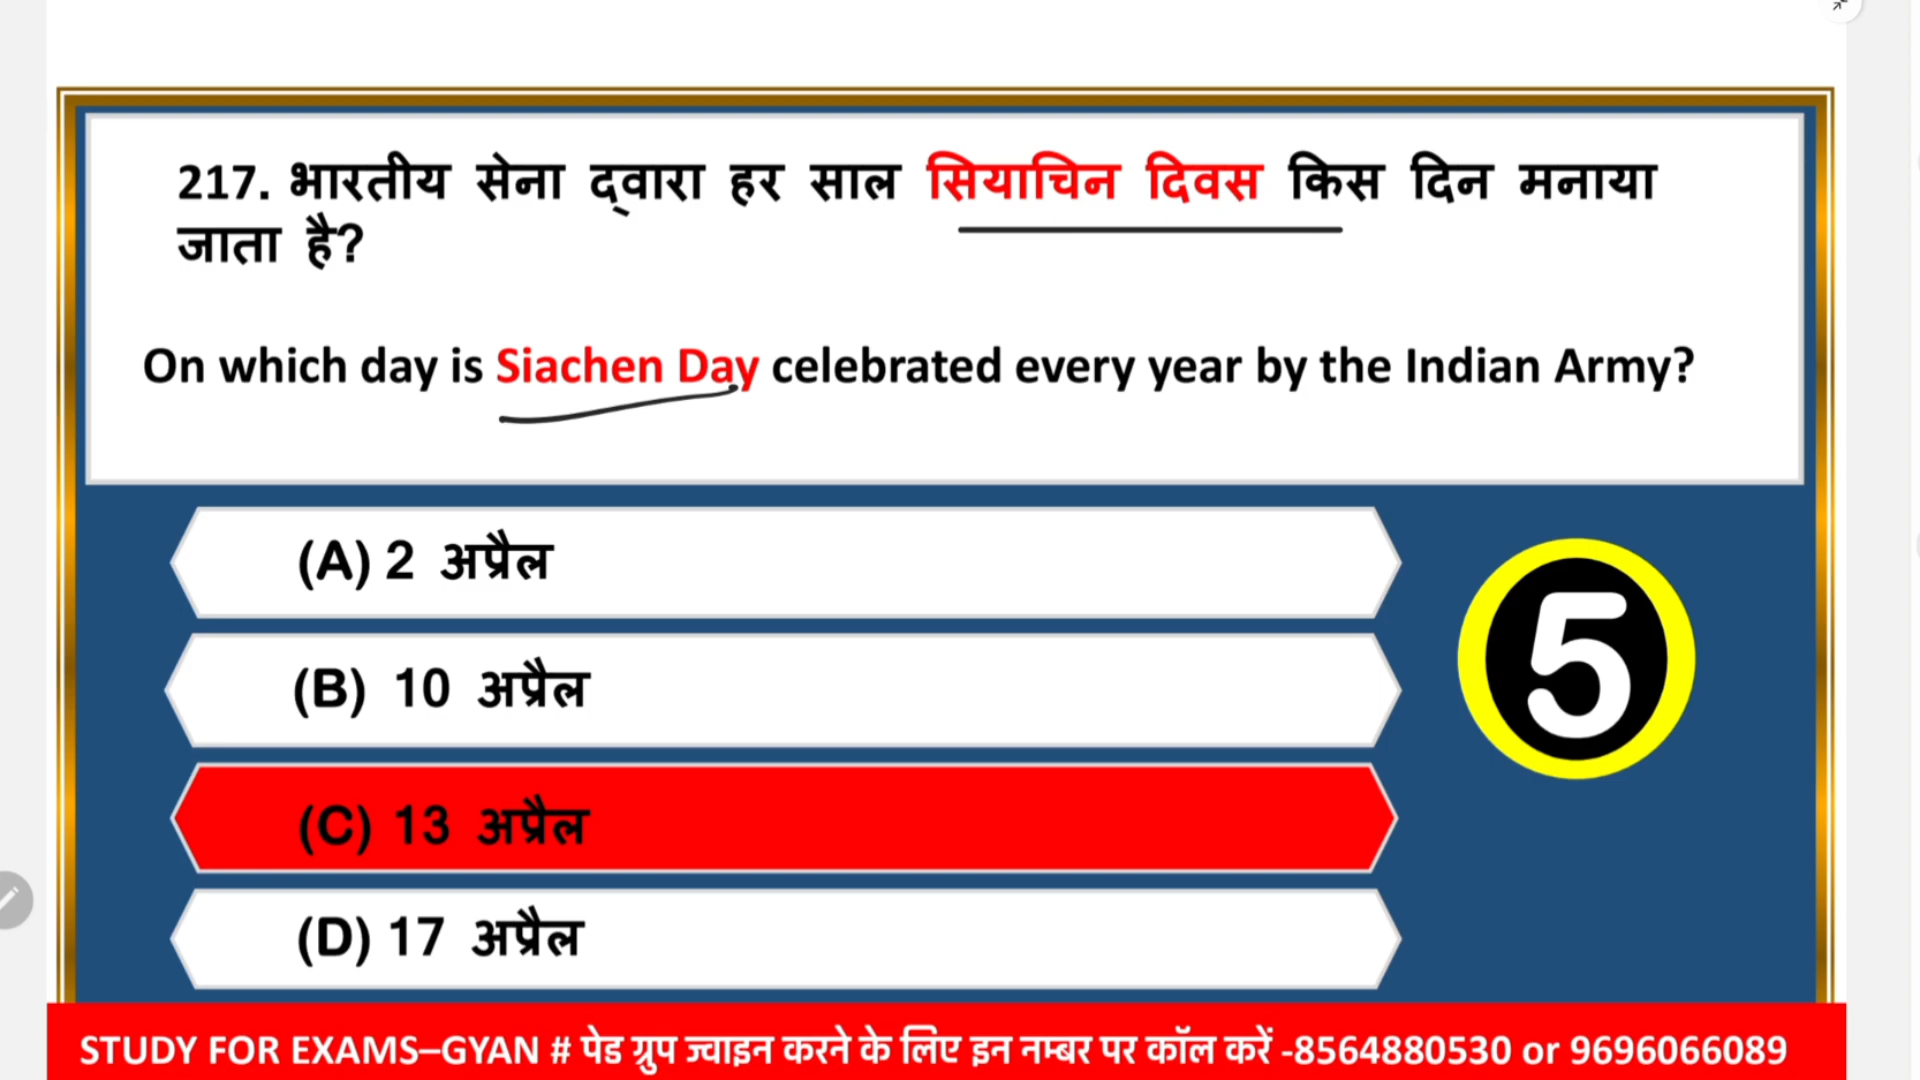 217. भारतीय सेना द्वारा हर साल सियाचिन दिवस किस दिन मनाया
जाता है?
On which day is Siachen Day celebrated every year by the Indian Army?
(A) 2 अप्रैल
(B) 10 अप्रैल
5
(C) 13 अप्रैल
(D) 17 अप्रैल
STUDY FOR EXAMS–GYAN # पेड ग्रुप ज्वाइन करने के लिए इन नम्बर पर कॉल करें -8564880530 or 9696066089